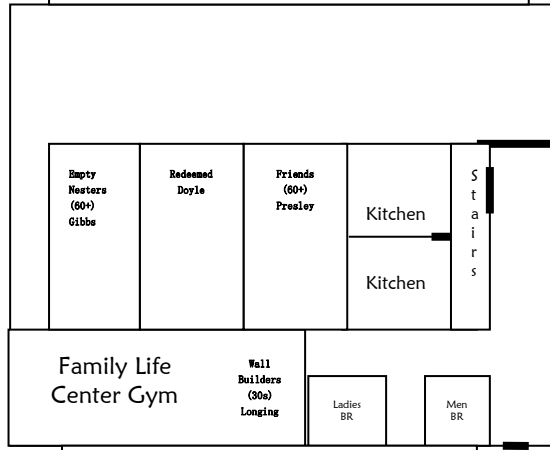 Empty
Nesters
(60+)
Gibbs
Redeemed
Doyle
Friends
(60+)
Presley
Kitchen
Kitchen
Stairs
Family Life
Center Gym
Wall
Builders
(30s)
Longing
Ladies
BR
Men
BR